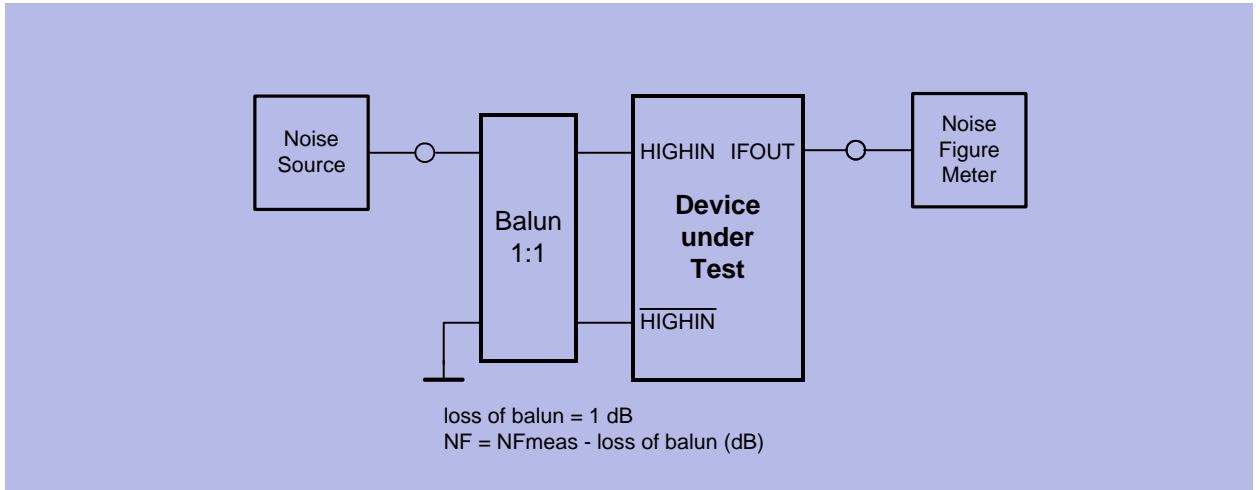 Noise
Source
Balun
1:1
HIGHIN IFOUT
Device
under
Test
HIGHIN
Noise
Figure
Meter
loss of balun = 1 dB
NF = NFmeas - loss of balun (dB)